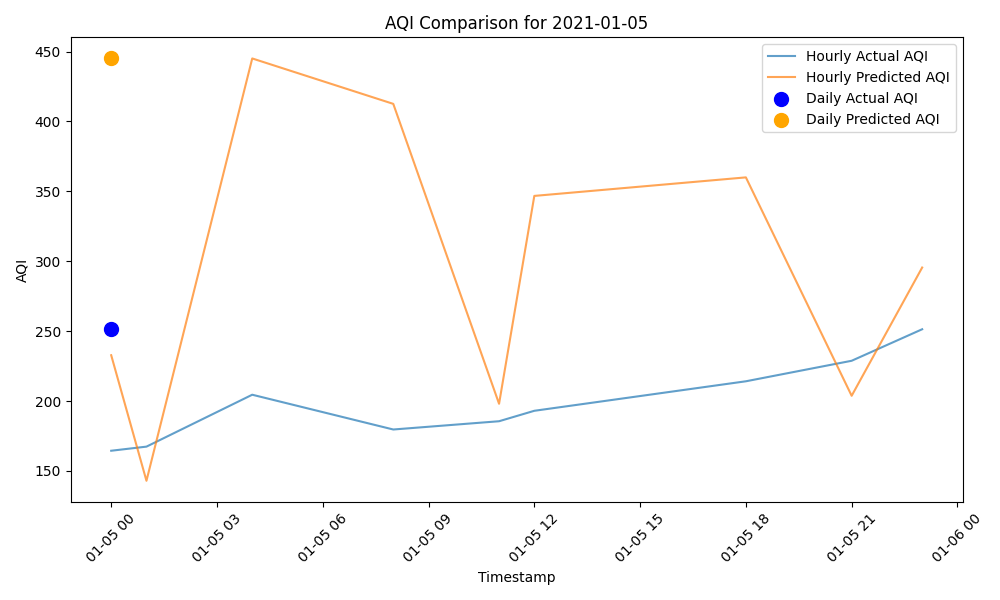 AQI Comparison for 2021-01-05
Hourly Actual AQI
Hourly Predicted AQI
Daily Actual AQI
Daily Predicted AQI
AQI
450
400
350
300
250
200
150
01-05 00
01-05 03
01-05 06
01-05 09
01-05 12
01-05 15
01-05 18
01-05 21
01-06 00
Timestamp